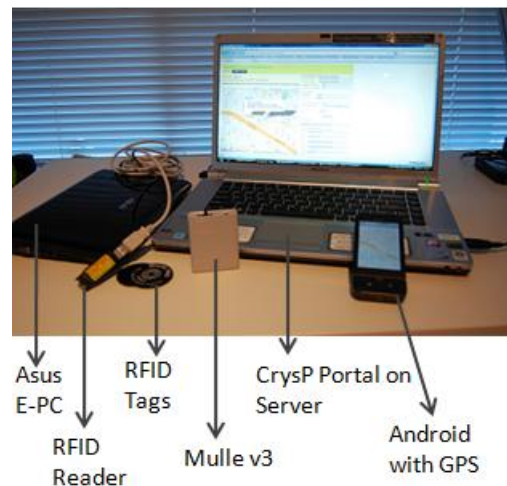 Asus
E-PC
RFID
Reader
RFID
Tags
Mulle v3
CrysP Portal on
Server
Android
with GPS